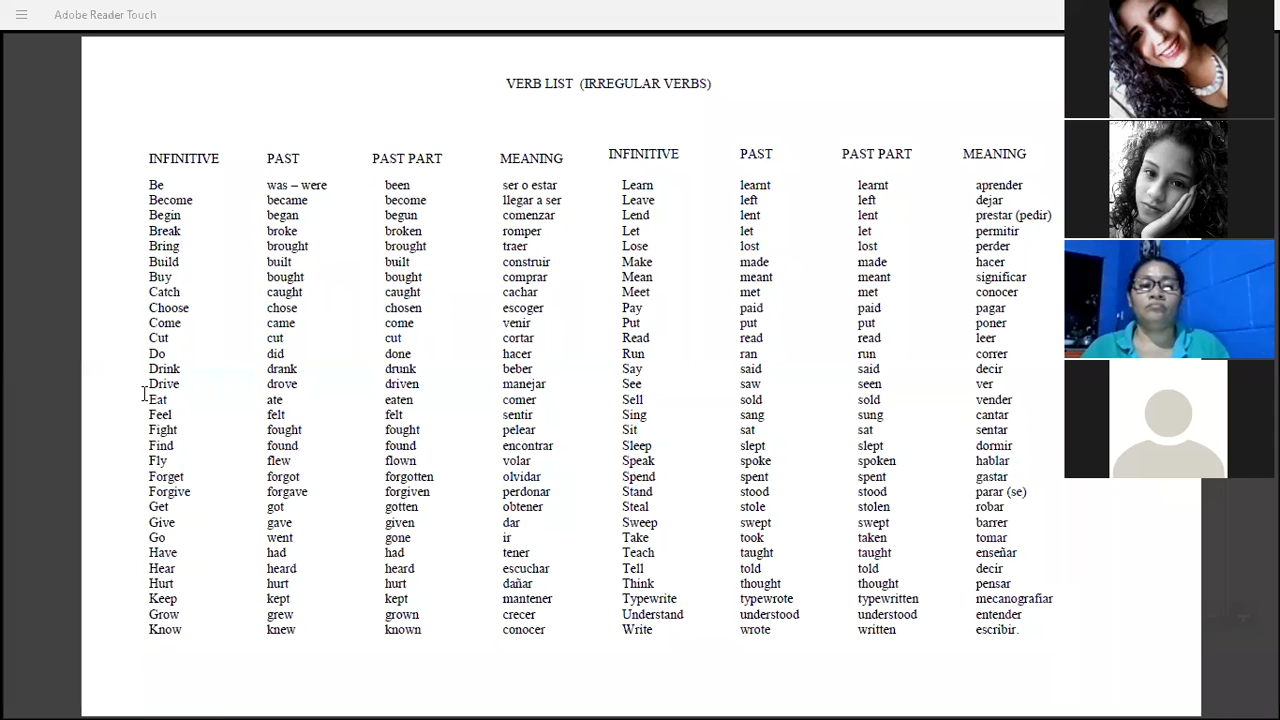 Adobe Reader Touch
VERB LIST (IRREGULAR VERBS)
INFINITIVE PAST PAST PART MEANING INFINITIVE PAST PAST PART MEANING
Be was – were been ser o estar Learn learnt learnt aprender
Become became become llegar a ser Leave left left dejar
Begin began begun comenzar Lend lent lent prestar (pedir)
Break broke broken romper Let let let permitir
Bring brought brought traer Lose lost lost perder
Build built built construir Make made made hacer
Buy bought bought comprar Mean meant meant significar
Catch caught caught cachar Meet met met conocer
Choose chose chosen escoger Pay paid paid pagar
Come came come venir Put put put poner
Cut cut cut cortar Read read read leer
Do did done hacer Run ran run correr
Drink drank drunk beber Say said said decir
Drive drove driven manejar See saw seen ver
Eat ate eaten comer Sell sold sold vender
Feel felt felt sentir Sing sang sung cantar
Fight fought fought pelear Sit sat sat sentar
Find found found encontrar Sleep slept slept dormir
Fly flew flown volar Speak spoke spoken hablar
Forget forgot forgotten olvidar Spend spent spent gastar
Forgive forgave forgiven perdonar Stand stood stood parar (se)
Get got gotten obtener Steal stole stolen robar
Give gave given dar Sweep swept swept barrer
Go went gone ir Take took taken tomar
Have had had tener Teach taught taught enseñar
Hear heard heard escuchar Tell told told decir
Hurt hurt hurt dañar Think thought thought pensar
Keep kept kept mantener Typewrite typewrote typewritten mecanografiar
Grow grew grown crecer Understand understood understood entender
Know knew known conocer Write wrote written escribir.